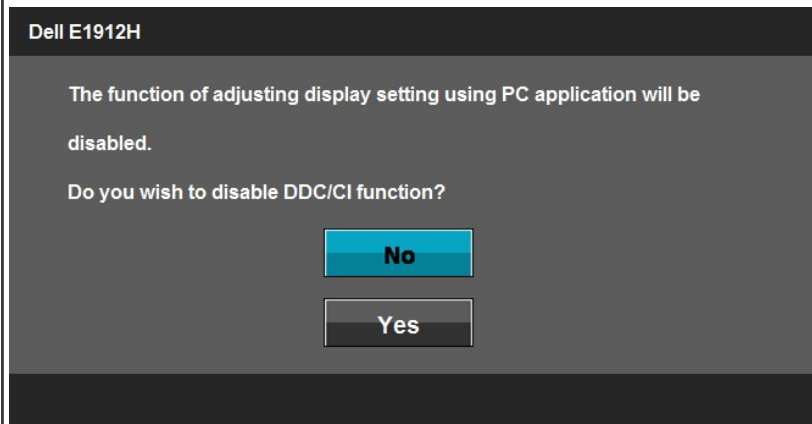 Dell E1912H
The function of adjusting display setting using PC application will be
disabled.
Do you wish to disable DDC/CI function?
No
Yes